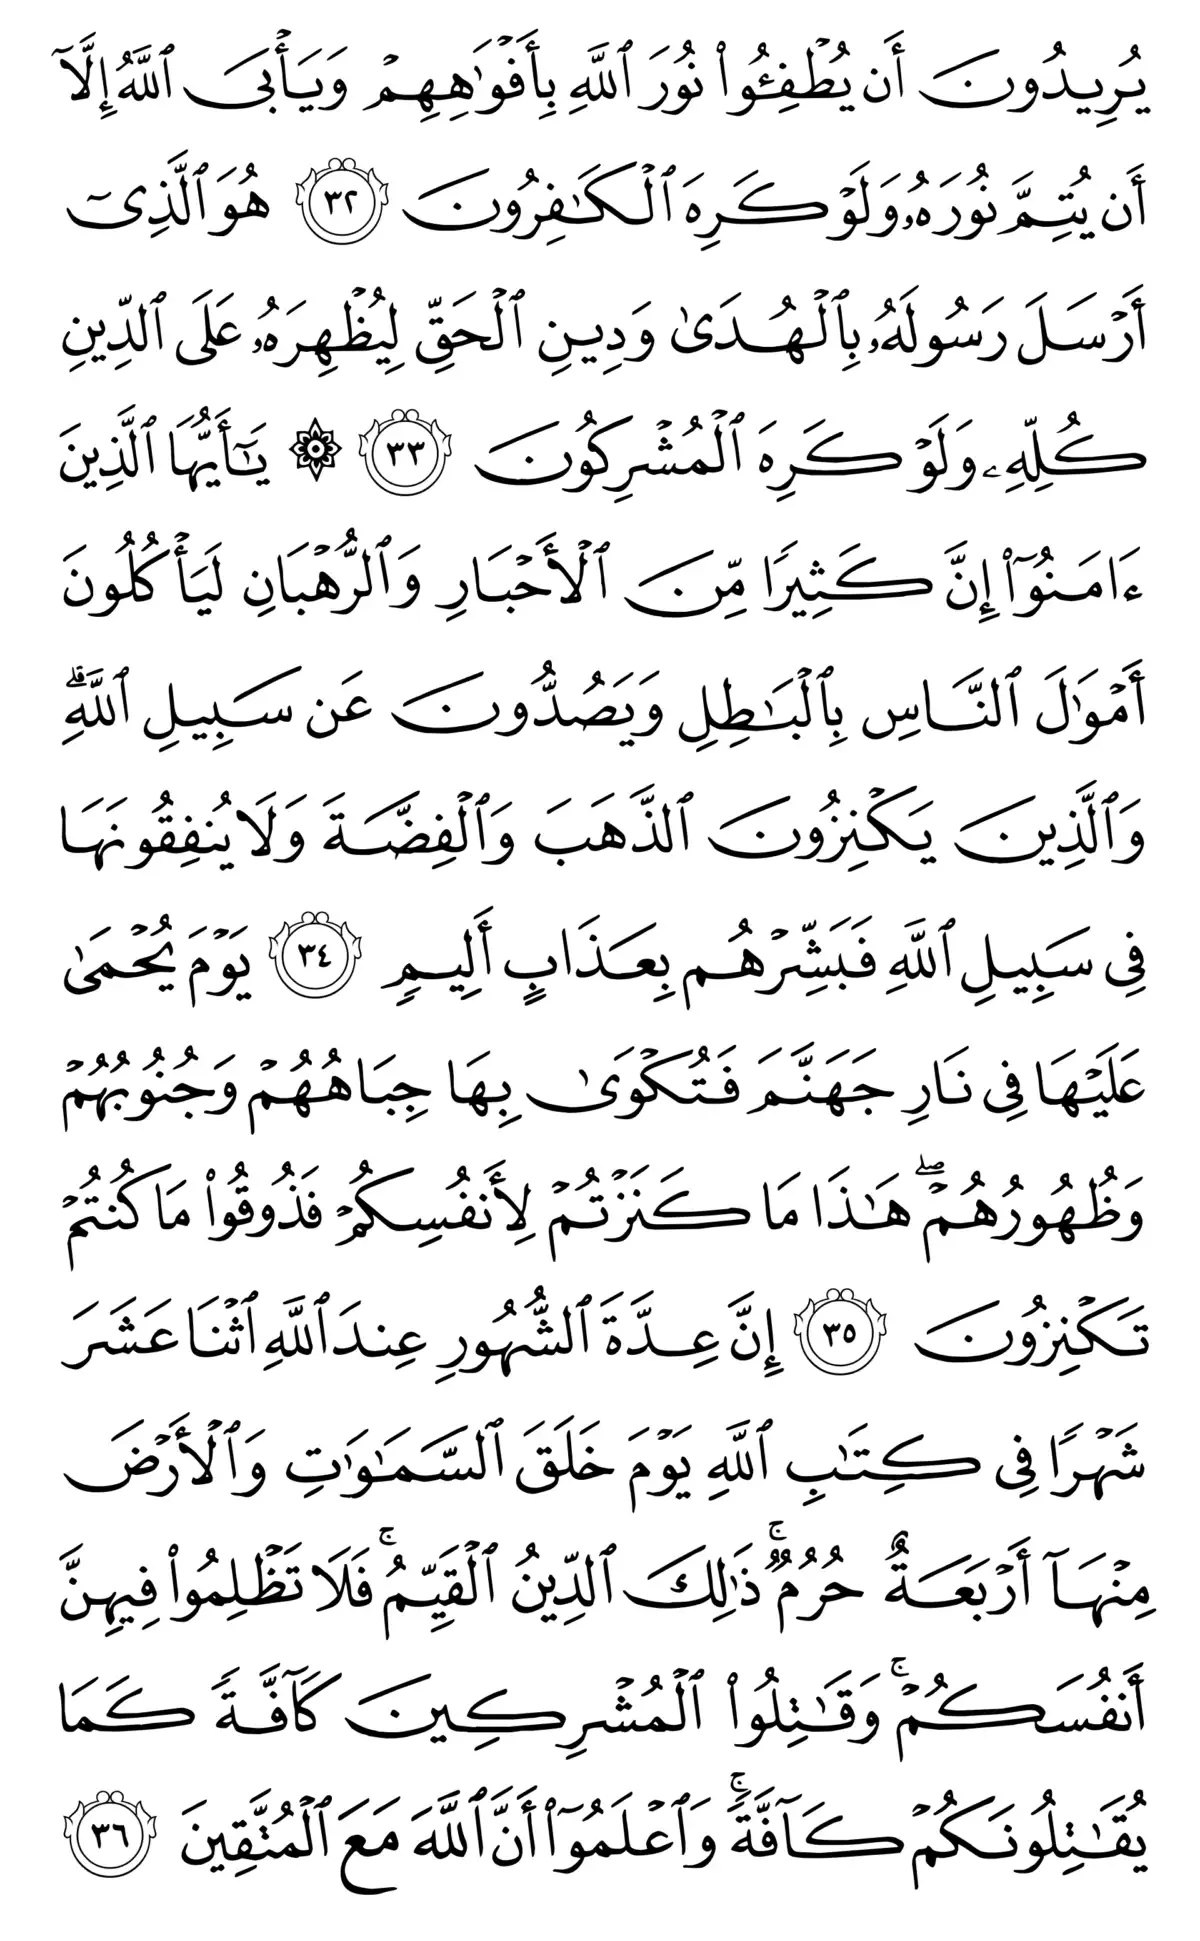 يُرِيدُونَ أَن يُطْفِـُٔوا۟ نُورَ ٱللَّهِ بِأَفْوَٰهِهِمْ وَيَأْبَى ٱللَّهُ إِلَّآ
أَن يُتِمَّ نُورَهُۥ وَلَوْ كَرِهَ ٱلْكَٰفِرُونَ ٣٢ هُوَ ٱلَّذِىٓ
أَرْسَلَ رَسُولَهُۥ بِٱلْهُدَىٰ وَدِينِ ٱلْحَقِّ لِيُظْهِرَهُۥ عَلَى ٱلدِّينِ
كُلِّهِۦ وَلَوْ كَرِهَ ٱلْمُشْرِكُونَ ٣٣ ۞ يَٰٓأَيُّهَا ٱلَّذِينَ
ءَامَنُوٓا۟ إِنَّ كَثِيرًا مِّنَ ٱلْأَحْبَارِ وَٱلرُّهْبَانِ لَيَأْكُلُونَ
أَمْوَٰلَ ٱلنَّاسِ بِٱلْبَٰطِلِ وَيَصُدُّونَ عَن سَبِيلِ ٱللَّهِ ۗ
وَٱلَّذِينَ يَكْنِزُونَ ٱلذَّهَبَ وَٱلْفِضَّةَ وَلَا يُنفِقُونَهَا
فِى سَبِيلِ ٱللَّهِ فَبَشِّرْهُم بِعَذَابٍ أَلِيمٍ ٣٤ يَوْمَ يُحْمَىٰ
عَلَيْهَا فِى نَارِ جَهَنَّمَ فَتُكْوَىٰ بِهَا جِبَاهُهُمْ وَجُنُوبُهُمْ
وَظُهُورُهُمْ ۖ هَٰذَا مَا كَنَزْتُمْ لِأَنفُسِكُمْ فَذُوقُوا۟ مَا كُنتُمْ
تَكْنِزُونَ ٣٥ إِنَّ عِدَّةَ ٱلشُّهُورِ عِندَ ٱللَّهِ ٱثْنَا عَشَرَ
شَهْرًا فِى كِتَٰبِ ٱللَّهِ يَوْمَ خَلَقَ ٱلسَّمَٰوَٰتِ وَٱلْأَرْضَ
مِنْهَآ أَرْبَعَةٌ حُرُمٌ ۚ ذَٰلِكَ ٱلدِّينُ ٱلْقَيِّمُ ۚ فَلَا تَظْلِمُوا۟ فِيهِنَّ
أَنفُسَكُمْ ۚ وَقَٰتِلُوا۟ ٱلْمُشْرِكِينَ كَآفَّةً كَمَا
يُقَٰتِلُونَكُمْ كَآفَّةً ۚ وَٱعْلَمُوٓا۟ أَنَّ ٱللَّهَ مَعَ ٱلْمُتَّقِينَ ٣٦